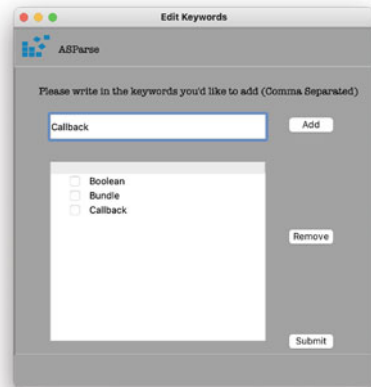 Edit Keywords
ASParse
Please write in the keywords you'd like to add (Comma Separated)
Callback
Add
Boolean
Bundle
Callback
Remove
Submit